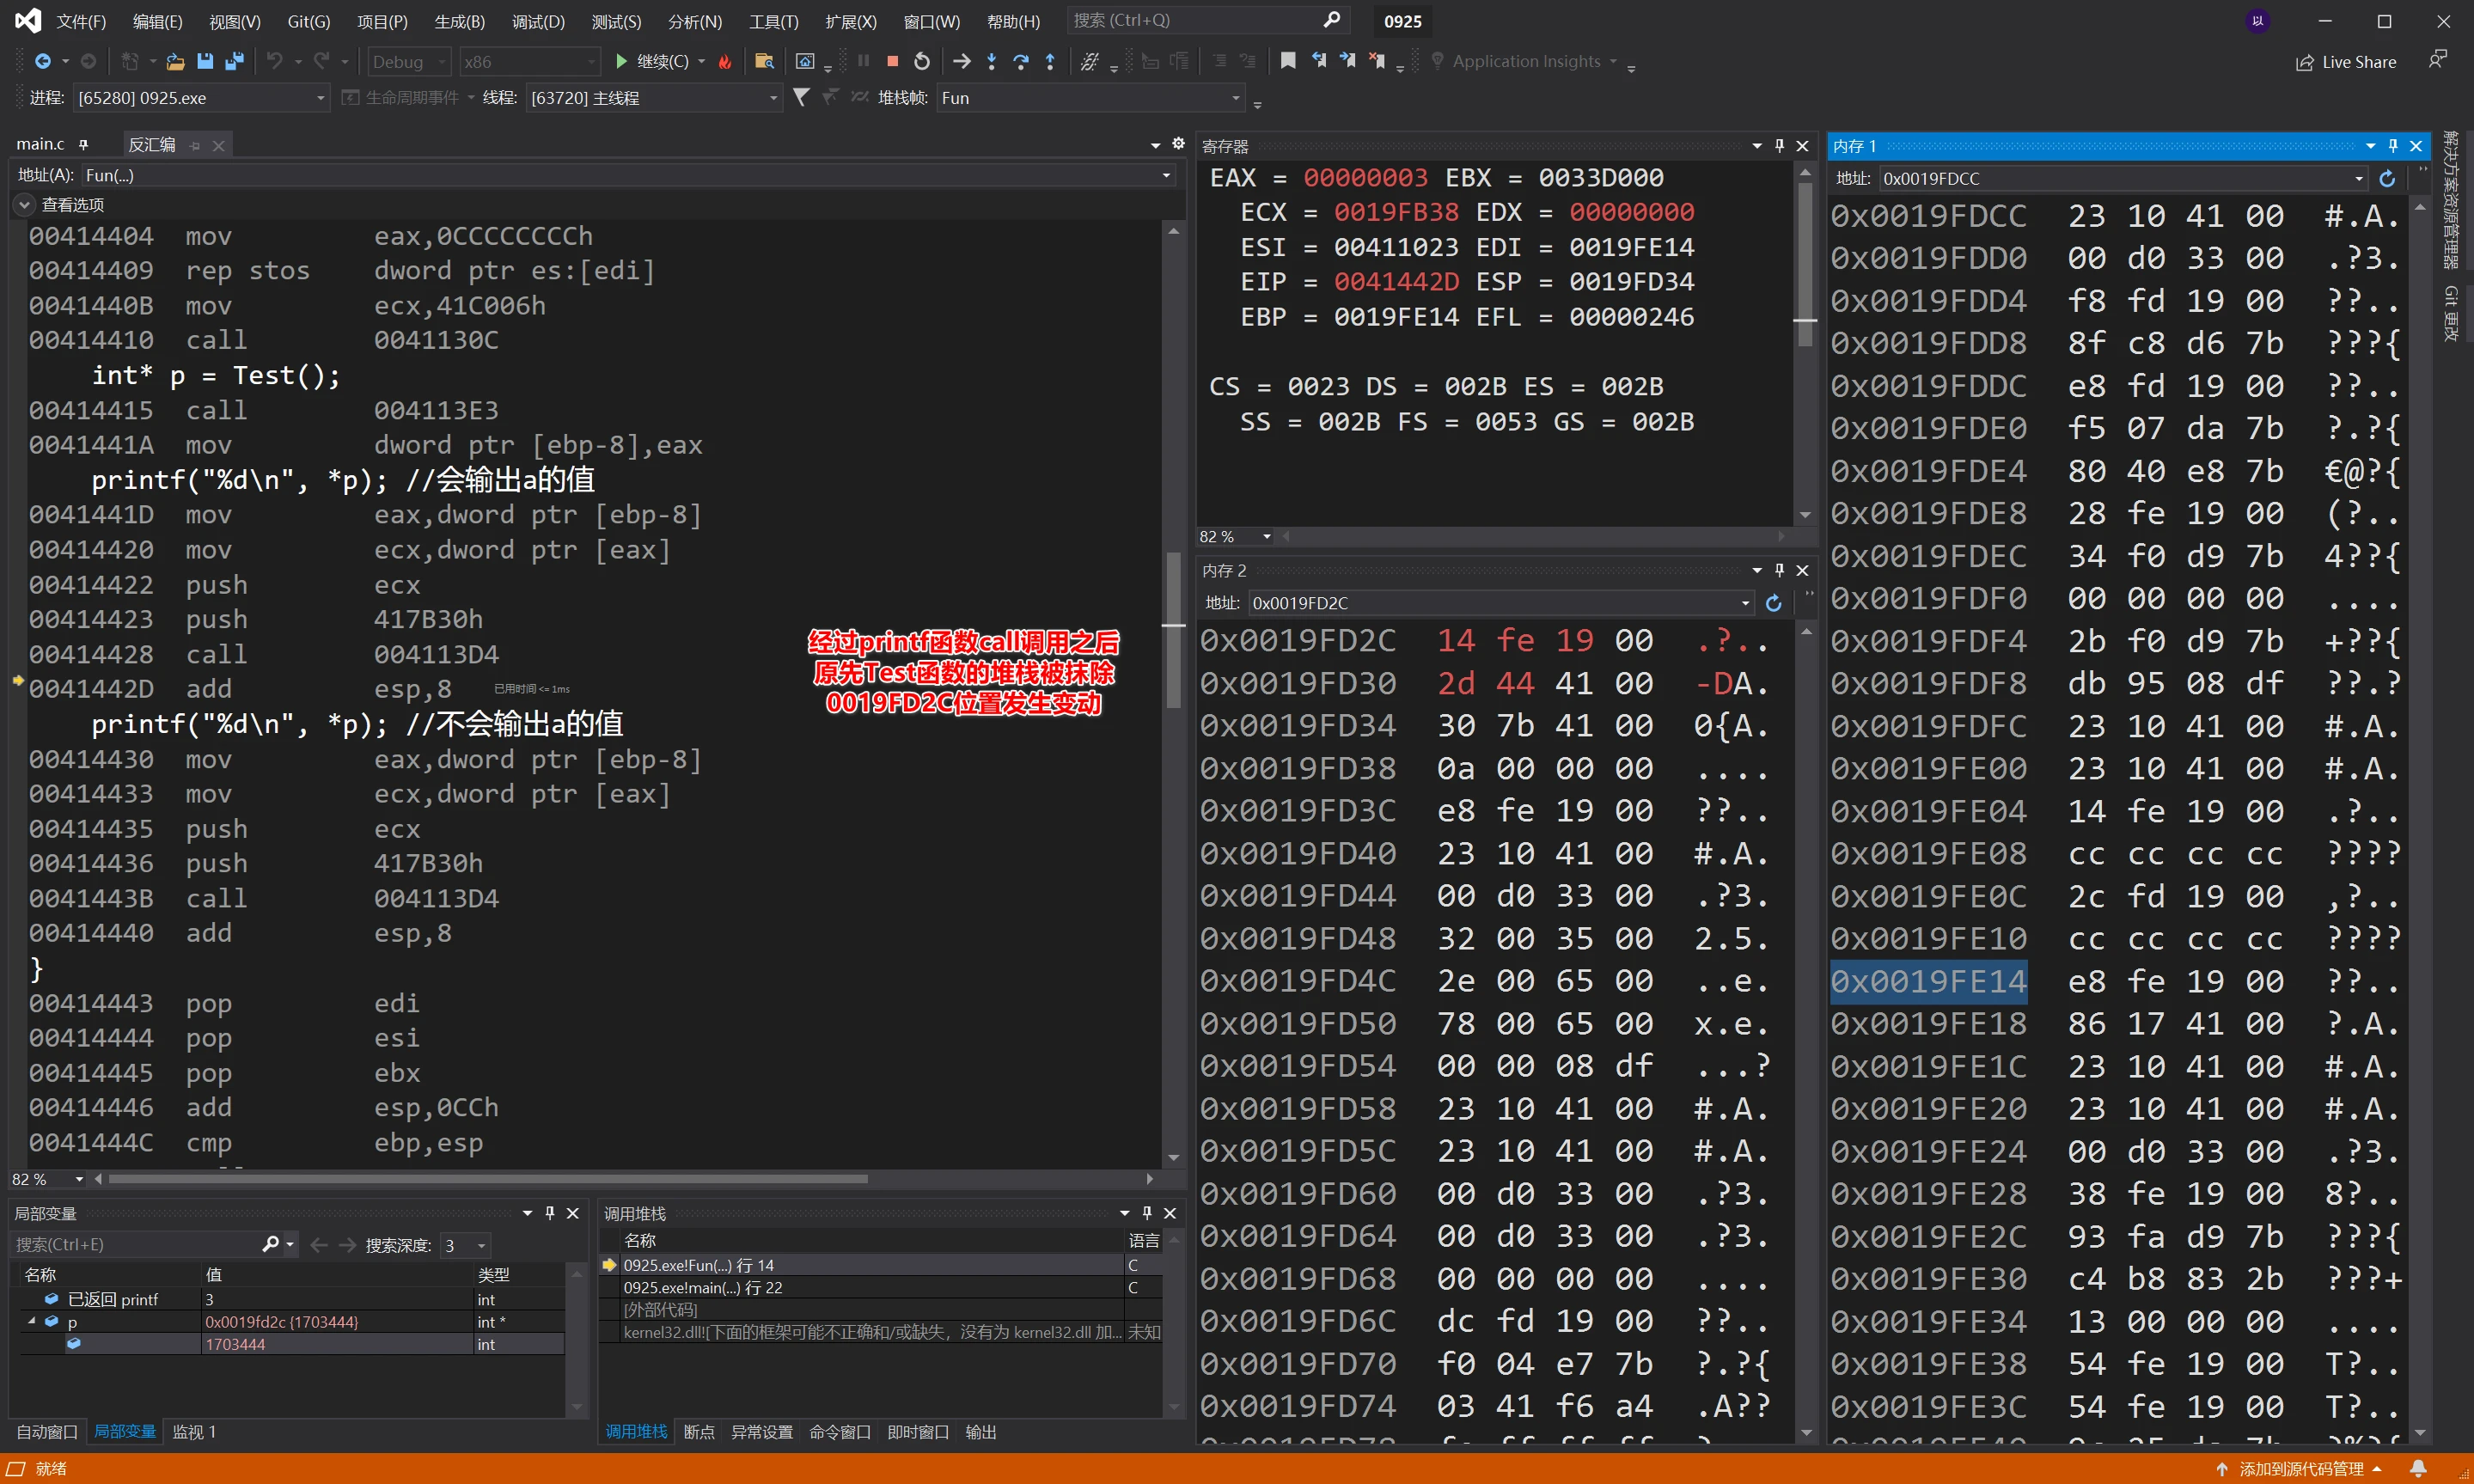 文件(F) 编辑(E) 视图(V) Git(G) 项目(P) 生成(B) 调试(D) 测试(S) 分析(N) 工具(T) 扩展(X) 窗口(W) 帮助(H) 搜索 (Ctrl+Q) 0925 以
Debug x86 继续(C) Application Insights Live Share
进程: [65280] 0925.exe 生命周期事件 线程: [63720] 主线程 堆栈帧: Fun
main.c 反汇编
地址(A): Fun(...)
查看选项
00414404 mov eax,0CCCCCCCCh
00414409 rep stos dword ptr es:[edi]
0041440B mov ecx,41C006h
00414410 call 0041130C
int* p = Test();
00414415 call 004113E3
0041441A mov dword ptr [ebp-8],eax
printf("%d\n", *p); //会输出a的值
0041441D mov eax,dword ptr [ebp-8]
00414420 mov ecx,dword ptr [eax]
00414422 push ecx
00414423 push 417B30h
00414428 call 004113D4
0041442D add esp,8 已用时间 <= 1ms
printf("%d\n", *p); //不会输出a的值
00414430 mov eax,dword ptr [ebp-8]
00414433 mov ecx,dword ptr [eax]
00414435 push ecx
00414436 push 417B30h
0041443B call 004113D4
00414440 add esp,8
}
00414443 pop edi
00414444 pop esi
00414445 pop ebx
00414446 add esp,0CCh
0041444C cmp ebp,esp
82 %
经过printf函数call调用之后
原先Test函数的堆栈被抹除
0019FD2C位置发生变动
寄存器
EAX = 00000003 EBX = 0033D000
ECX = 0019FB38 EDX = 00000000
ESI = 00411023 EDI = 0019FE14
EIP = 0041442D ESP = 0019FD34
EBP = 0019FE14 EFL = 00000246
CS = 0023 DS = 002B ES = 002B
SS = 002B FS = 0053 GS = 002B
82 %
内存 2
地址: 0x0019FD2C
0x0019FD2C 14 fe 19 00 .?..
0x0019FD30 2d 44 41 00 -DA.
0x0019FD34 30 7b 41 00 0{A.
0x0019FD38 0a 00 00 00 ....
0x0019FD3C e8 fe 19 00 ??..
0x0019FD40 23 10 41 00 #.A.
0x0019FD44 00 d0 33 00 .?3.
0x0019FD48 32 00 35 00 2.5.
0x0019FD4C 2e 00 65 00 ..e.
0x0019FD50 78 00 65 00 x.e.
0x0019FD54 00 00 08 df ...?
0x0019FD58 23 10 41 00 #.A.
0x0019FD5C 23 10 41 00 #.A.
0x0019FD60 00 d0 33 00 .?3.
0x0019FD64 00 d0 33 00 .?3.
0x0019FD68 00 00 00 00 ....
0x0019FD6C dc fd 19 00 ??..
0x0019FD70 f0 04 e7 7b ?.?{
0x0019FD74 03 41 f6 a4 .A??
内存 1
地址: 0x0019FDCC
0x0019FDCC 23 10 41 00 #.A.
0x0019FDD0 00 d0 33 00 .?3.
0x0019FDD4 f8 fd 19 00 ??..
0x0019FDD8 8f c8 d6 7b ???{
0x0019FDDC e8 fd 19 00 ??..
0x0019FDE0 f5 07 da 7b ?.?{
0x0019FDE4 80 40 e8 7b €@?{
0x0019FDE8 28 fe 19 00 (?..
0x0019FDEC 34 f0 d9 7b 4??{
0x0019FDF0 00 00 00 00 ....
0x0019FDF4 2b f0 d9 7b +??{
0x0019FDF8 db 95 08 df ??.?
0x0019FDFC 23 10 41 00 #.A.
0x0019FE00 23 10 41 00 #.A.
0x0019FE04 14 fe 19 00 .?..
0x0019FE08 cc cc cc cc ????
0x0019FE0C 2c fd 19 00 ,?..
0x0019FE10 cc cc cc cc ????
0x0019FE14 e8 fe 19 00 ??..
0x0019FE18 86 17 41 00 ?.A.
0x0019FE1C 23 10 41 00 #.A.
0x0019FE20 23 10 41 00 #.A.
0x0019FE24 00 d0 33 00 .?3.
0x0019FE28 38 fe 19 00 8?..
0x0019FE2C 93 fa d9 7b ???{
0x0019FE30 c4 b8 83 2b ???+
0x0019FE34 13 00 00 00 ....
0x0019FE38 54 fe 19 00 T?..
0x0019FE3C 54 fe 19 00 T?..
解决方案资源管理器
Git 更改
局部变量
搜索(Ctrl+E) 搜索深度: 3
名称 值 类型
已返回 printf 3 int
p 0x0019fd2c {1703444} int *
1703444 int
自动窗口 局部变量 监视 1
调用堆栈
名称 语言
0925.exe!Fun(...) 行 14 C
0925.exe!main(...) 行 22 C
[外部代码]
kernel32.dll![下面的框架可能不正确和/或缺失，没有为 kernel32.dll 加... 未知
调用堆栈 断点 异常设置 命令窗口 即时窗口 输出
就绪 添加到源代码管理